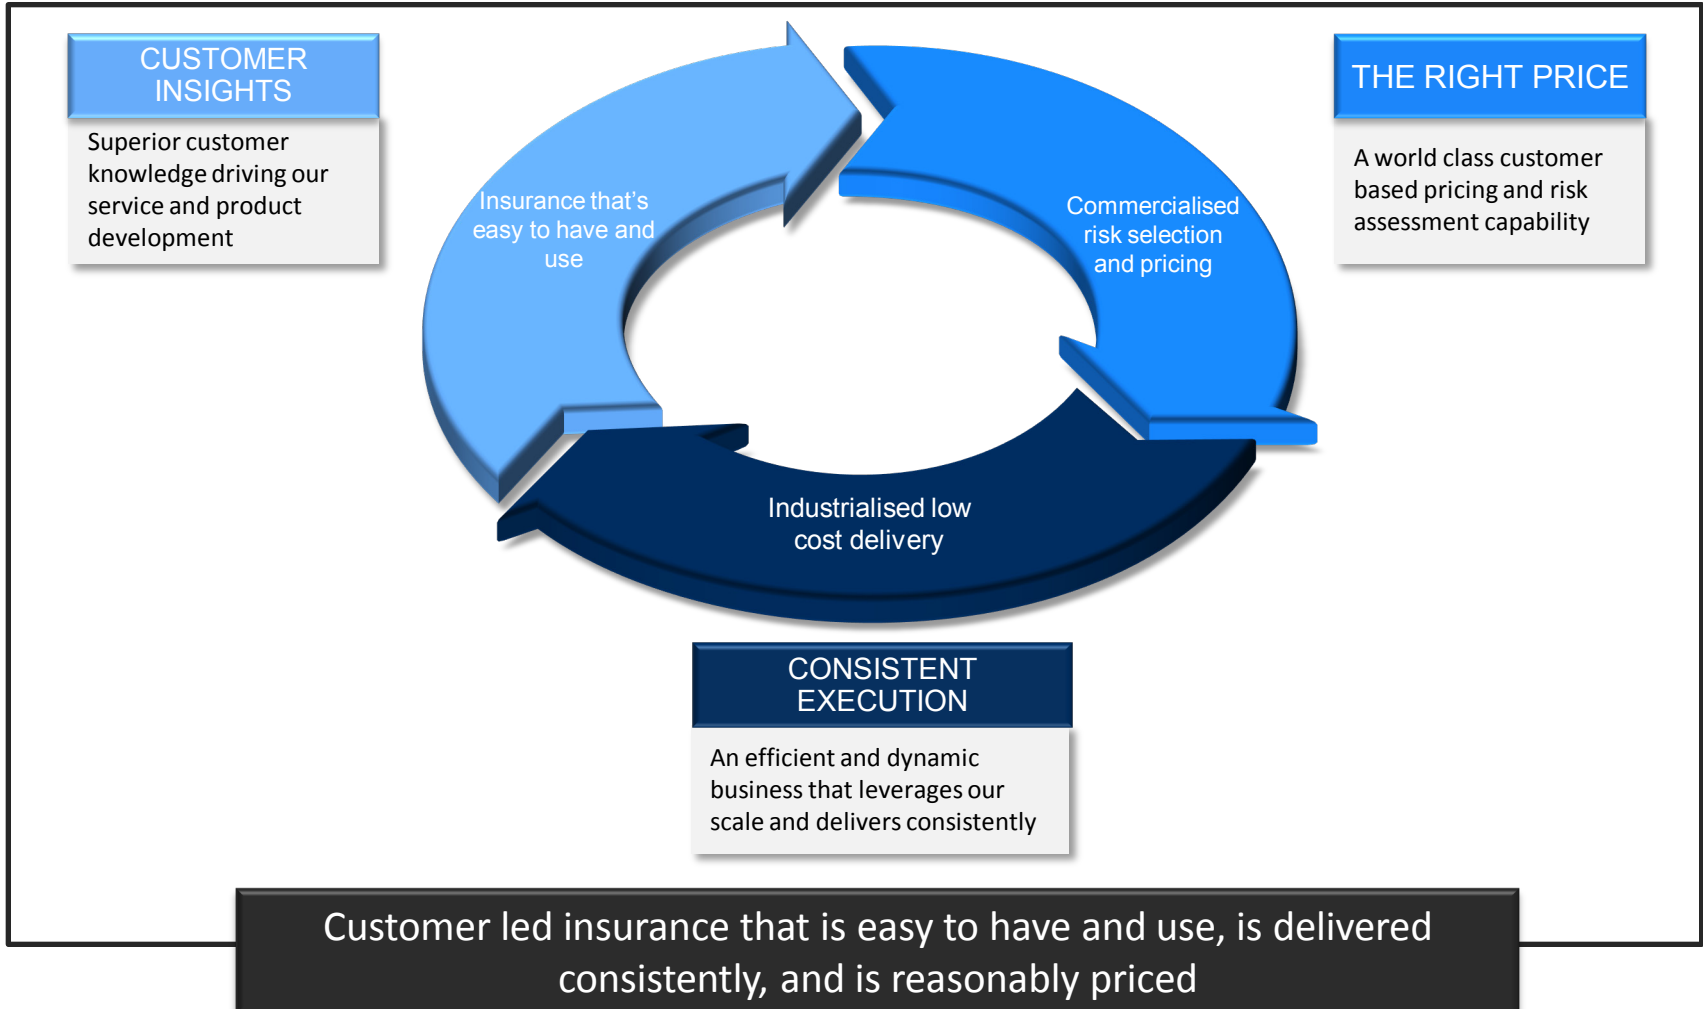 CUSTOMER
INSIGHTS
Superior customer
knowledge driving our
service and product
development
Insurance that’s
easy to have and
use
Commercialised
risk selection
and pricing
THE RIGHT PRICE
A world class customer
based pricing and risk
assessment capability
Industrialised low
cost delivery
CONSISTENT
EXECUTION
An efficient and dynamic
business that leverages our
scale and delivers consistently
Customer led insurance that is easy to have and use, is delivered
consistently, and is reasonably priced